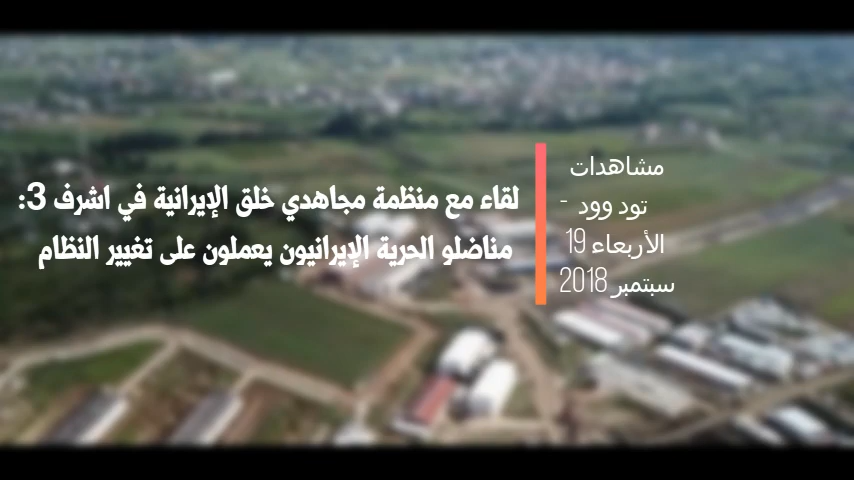 مشاهدات
تود وود -
الأربعاء 19
سبتمبر 2018
لقاء مع منظمة مجاهدي خلق الإيرانية في اشرف 3:
مناضلو الحرية الإيرانيون يعملون على تغيير النظام